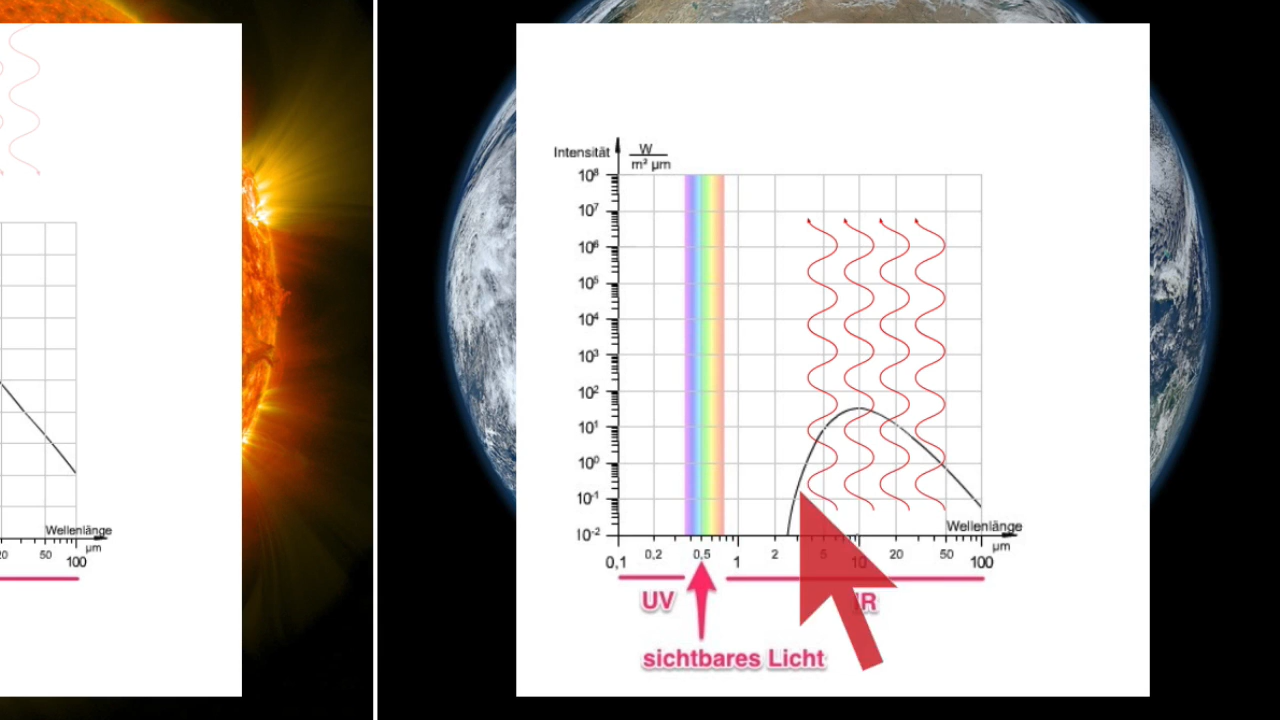 Wellenlänge
20 50 100
µm
Intensität W
m² µm
10⁸
10⁷
10⁶
10⁵
10⁴
10³
10²
10¹
10⁰
10⁻¹
10⁻²
Wellenlänge
0,1 0,2 0,5 1 2 5 10 20 50 100
µm
UV IR
sichtbares Licht